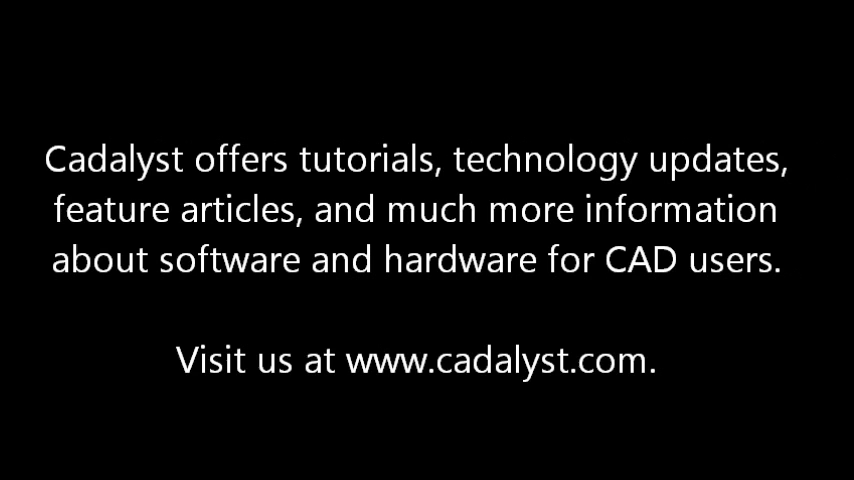 Cadalyst offers tutorials, technology updates,
feature articles, and much more information
about software and hardware for CAD users.
Visit us at www.cadalyst.com.